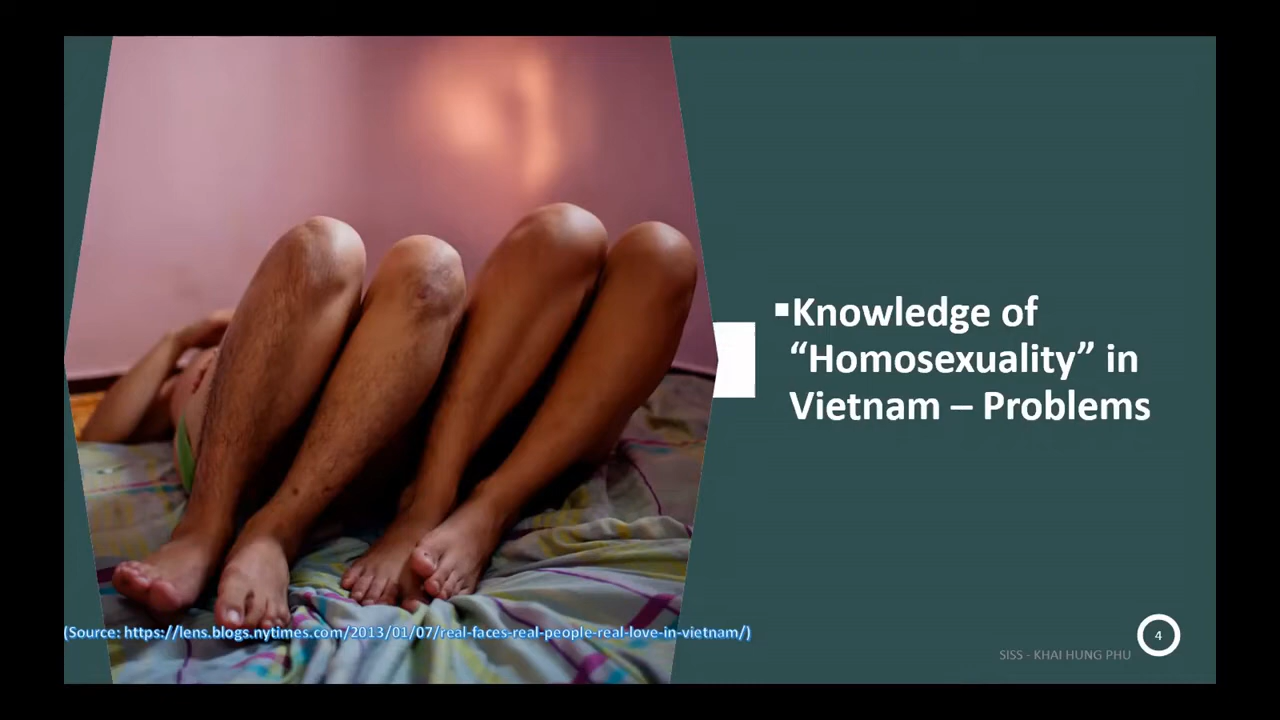 ▪Knowledge of
“Homosexuality” in
Vietnam – Problems
(Source: https://lens.blogs.nytimes.com/2013/01/07/real-faces-real-people-real-love-in-vietnam/)
4
SISS - KHAI HUNG PHU